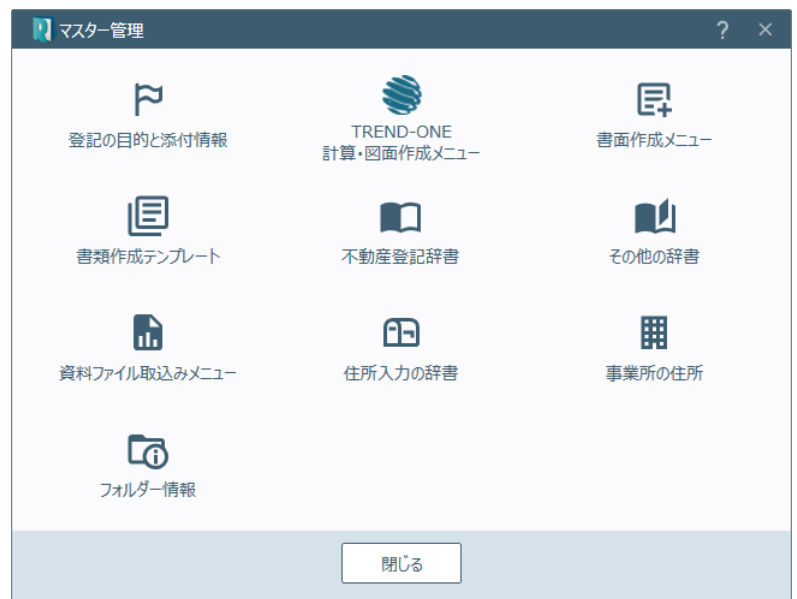 マスター管理
?
×
登記の目的と添付情報
TREND-ONE
計算・図面作成メニュー
書面作成メニュー
書類作成テンプレート
不動産登記辞書
その他の辞書
資料ファイル取込みメニュー
住所入力の辞書
事業所の住所
フォルダー情報
閉じる